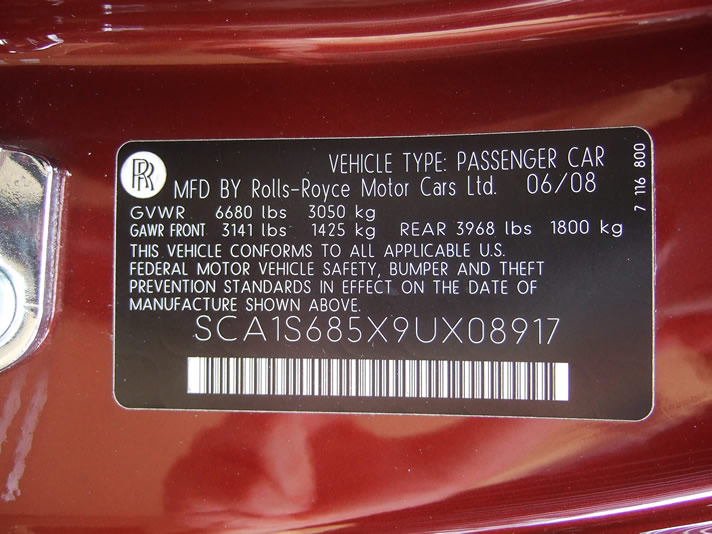 RR
VEHICLE TYPE: PASSENGER CAR
MFD BY Rolls-Royce Motor Cars Ltd. 06/08
GVWR 6680 lbs 3050 kg
GAWR FRONT 3141 lbs 1425 kg REAR 3968 lbs 1800 kg
THIS VEHICLE CONFORMS TO ALL APPLICABLE U.S.
FEDERAL MOTOR VEHICLE SAFETY, BUMPER AND THEFT
PREVENTION STANDARDS IN EFFECT ON THE DATE OF
MANUFACTURE SHOWN ABOVE.
SCA1S685X9UX08917
7 116 800